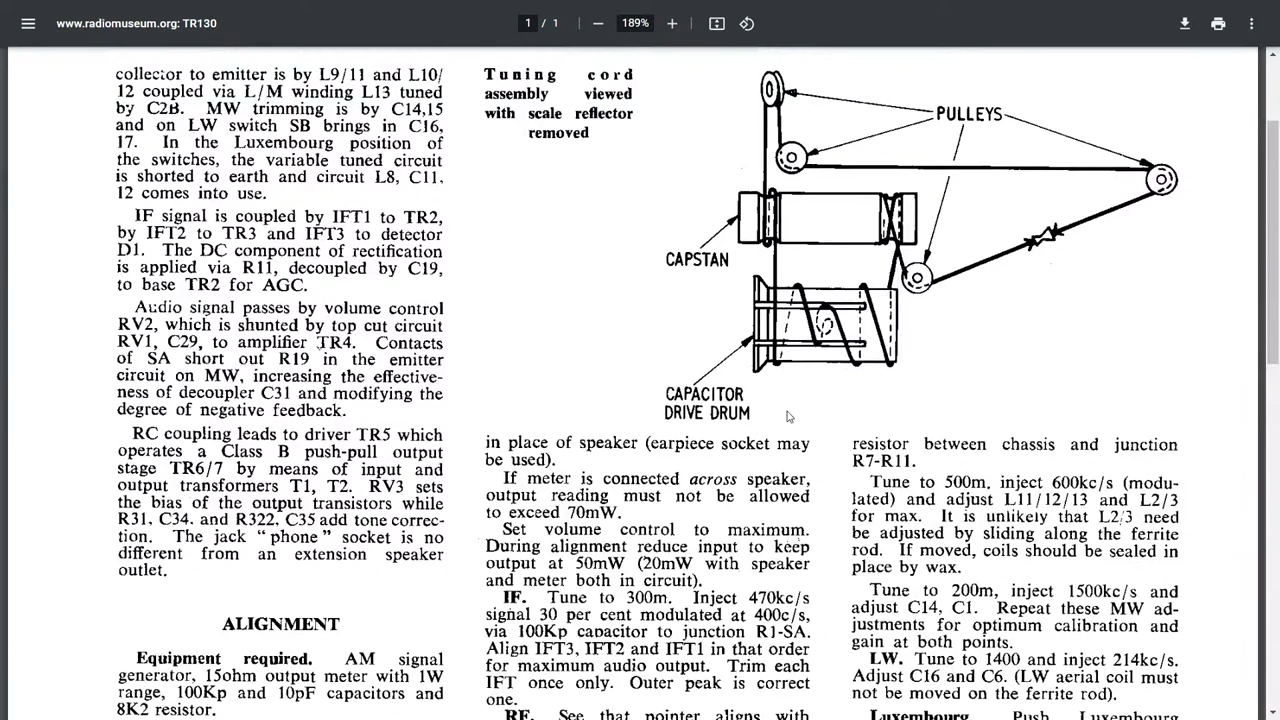 www.radiomuseum.org: TR130
1 / 1
189%
collector to emitter is by L9/11 and L10/
12 coupled via L/M winding L13 tuned
by C2B. MW trimming is by C14,15
and on LW switch SB brings in C16,
17. In the Luxembourg position of
the switches, the variable tuned circuit
is shorted to earth and circuit L8, C11,
12 comes into use.
IF signal is coupled by IFT1 to TR2,
by IFT2 to TR3 and IFT3 to detector
D1. The DC component of rectification
is applied via R11, decoupled by C19,
to base TR2 for AGC.
Audio signal passes by volume control
RV2, which is shunted by top cut circuit
RV1, C29, to amplifier TR4. Contacts
of SA short out R19 in the emitter
circuit on MW, increasing the effective-
ness of decoupler C31 and modifying the
degree of negative feedback.
RC coupling leads to driver TR5 which
operates a Class B push-pull output
stage TR6/7 by means of input and
output transformers T1, T2. RV3 sets
the bias of the output transistors while
R31, C34, and R322, C35 add tone correc-
tion. The jack "phone" socket is no
different from an extension speaker
outlet.
ALIGNMENT
Equipment required. AM signal
generator, 15ohm output meter with 1W
range, 100Kp and 10pF capacitors and
8K2 resistor.
Tuning cord
assembly viewed
with scale reflector
removed
PULLEYS
CAPSTAN
CAPACITOR
DRIVE DRUM
in place of speaker (earpiece socket may
be used).
If meter is connected across speaker,
output reading must not be allowed
to exceed 70mW.
Set volume control to maximum.
During alignment reduce input to keep
output at 50mW (20mW with speaker
and meter both in circuit).
IF. Tune to 300m. Inject 470kc/s
signal 30 per cent modulated at 400c/s,
via 100Kp capacitor to junction R1-SA.
Align IFT3, IFT2 and IFT1 in that order
for maximum audio output. Trim each
IFT once only. Outer peak is correct
one.
RF. See that pointer aligns with
resistor between chassis and junction
R7-R11.
Tune to 500m, inject 600kc/s (modu-
lated) and adjust L11/12/13 and L2/3
for max. It is unlikely that L2/3 need
be adjusted by sliding along the ferrite
rod. If moved, coils should be sealed in
place by wax.
Tune to 200m, inject 1500kc/s and
adjust C14, C1. Repeat these MW ad-
justments for optimum calibration and
gain at both points.
LW. Tune to 1400 and inject 214kc/s.
Adjust C16 and C6. (LW aerial coil must
not be moved on the ferrite rod).
Luxembourg. Push Luxembourg